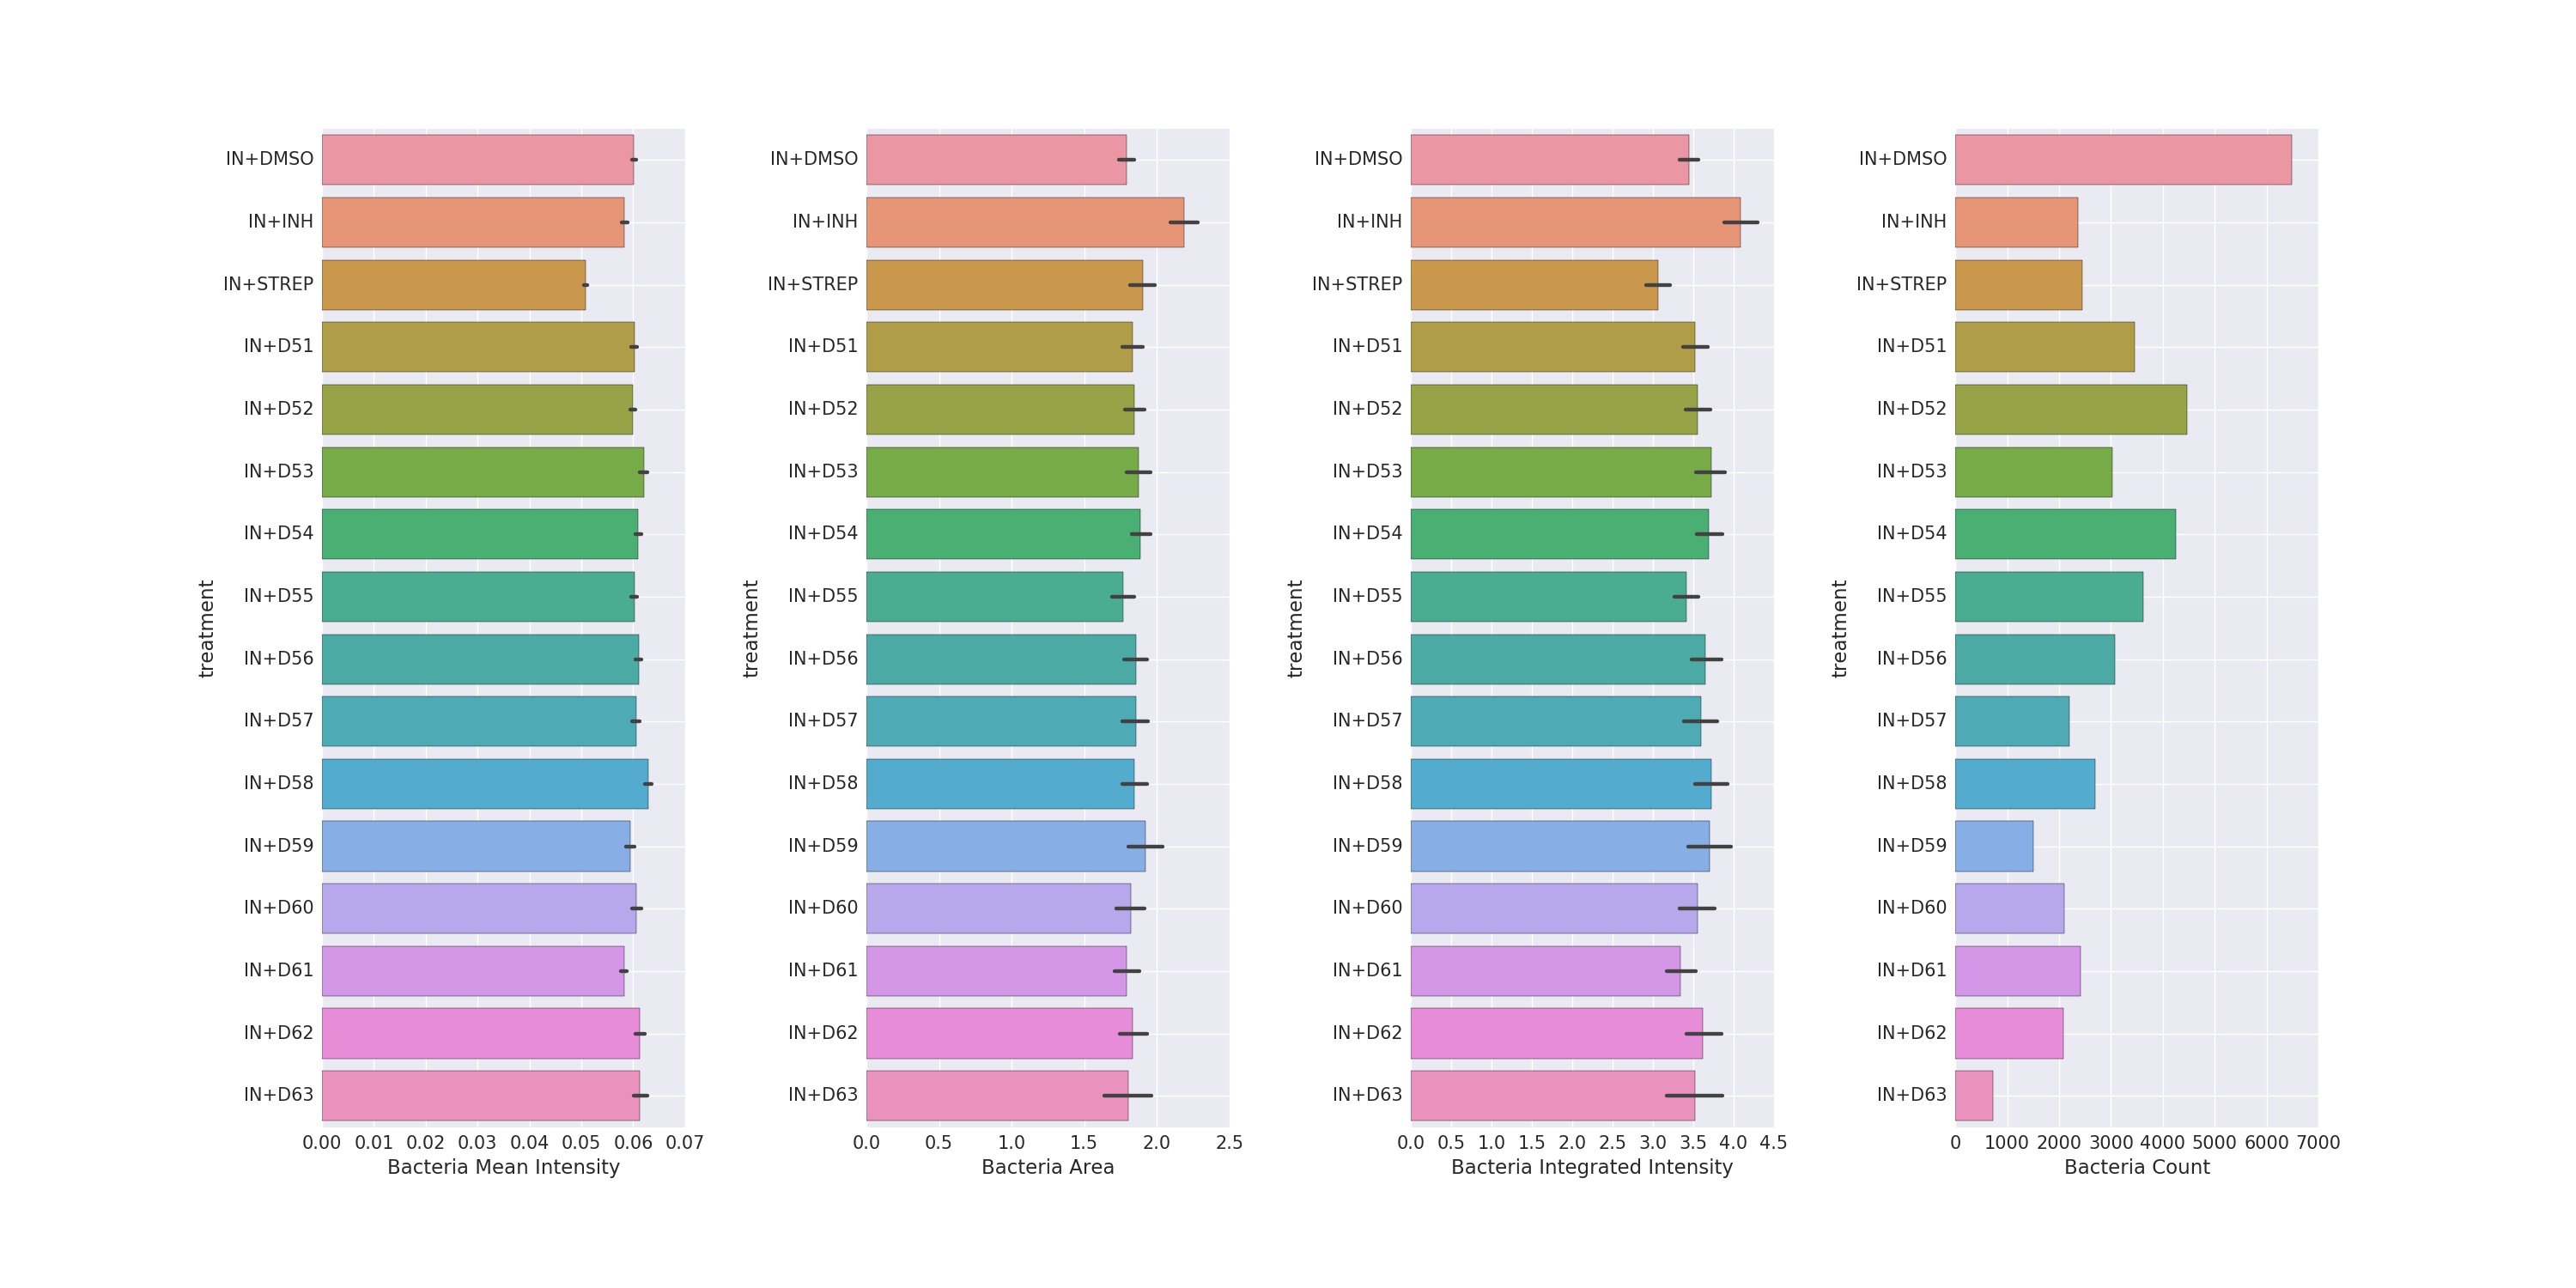 treatment
IN+DMSO
IN+INH
IN+STREP
IN+D51
IN+D52
IN+D53
IN+D54
IN+D55
IN+D56
IN+D57
IN+D58
IN+D59
IN+D60
IN+D61
IN+D62
IN+D63
0.00 0.01 0.02 0.03 0.04 0.05 0.06 0.07
Bacteria Mean Intensity
treatment
IN+DMSO
IN+INH
IN+STREP
IN+D51
IN+D52
IN+D53
IN+D54
IN+D55
IN+D56
IN+D57
IN+D58
IN+D59
IN+D60
IN+D61
IN+D62
IN+D63
0.0 0.5 1.0 1.5 2.0 2.5
Bacteria Area
treatment
IN+DMSO
IN+INH
IN+STREP
IN+D51
IN+D52
IN+D53
IN+D54
IN+D55
IN+D56
IN+D57
IN+D58
IN+D59
IN+D60
IN+D61
IN+D62
IN+D63
0.0 0.5 1.0 1.5 2.0 2.5 3.0 3.5 4.0 4.5
Bacteria Integrated Intensity
treatment
IN+DMSO
IN+INH
IN+STREP
IN+D51
IN+D52
IN+D53
IN+D54
IN+D55
IN+D56
IN+D57
IN+D58
IN+D59
IN+D60
IN+D61
IN+D62
IN+D63
0 1000 2000 3000 4000 5000 6000 7000
Bacteria Count